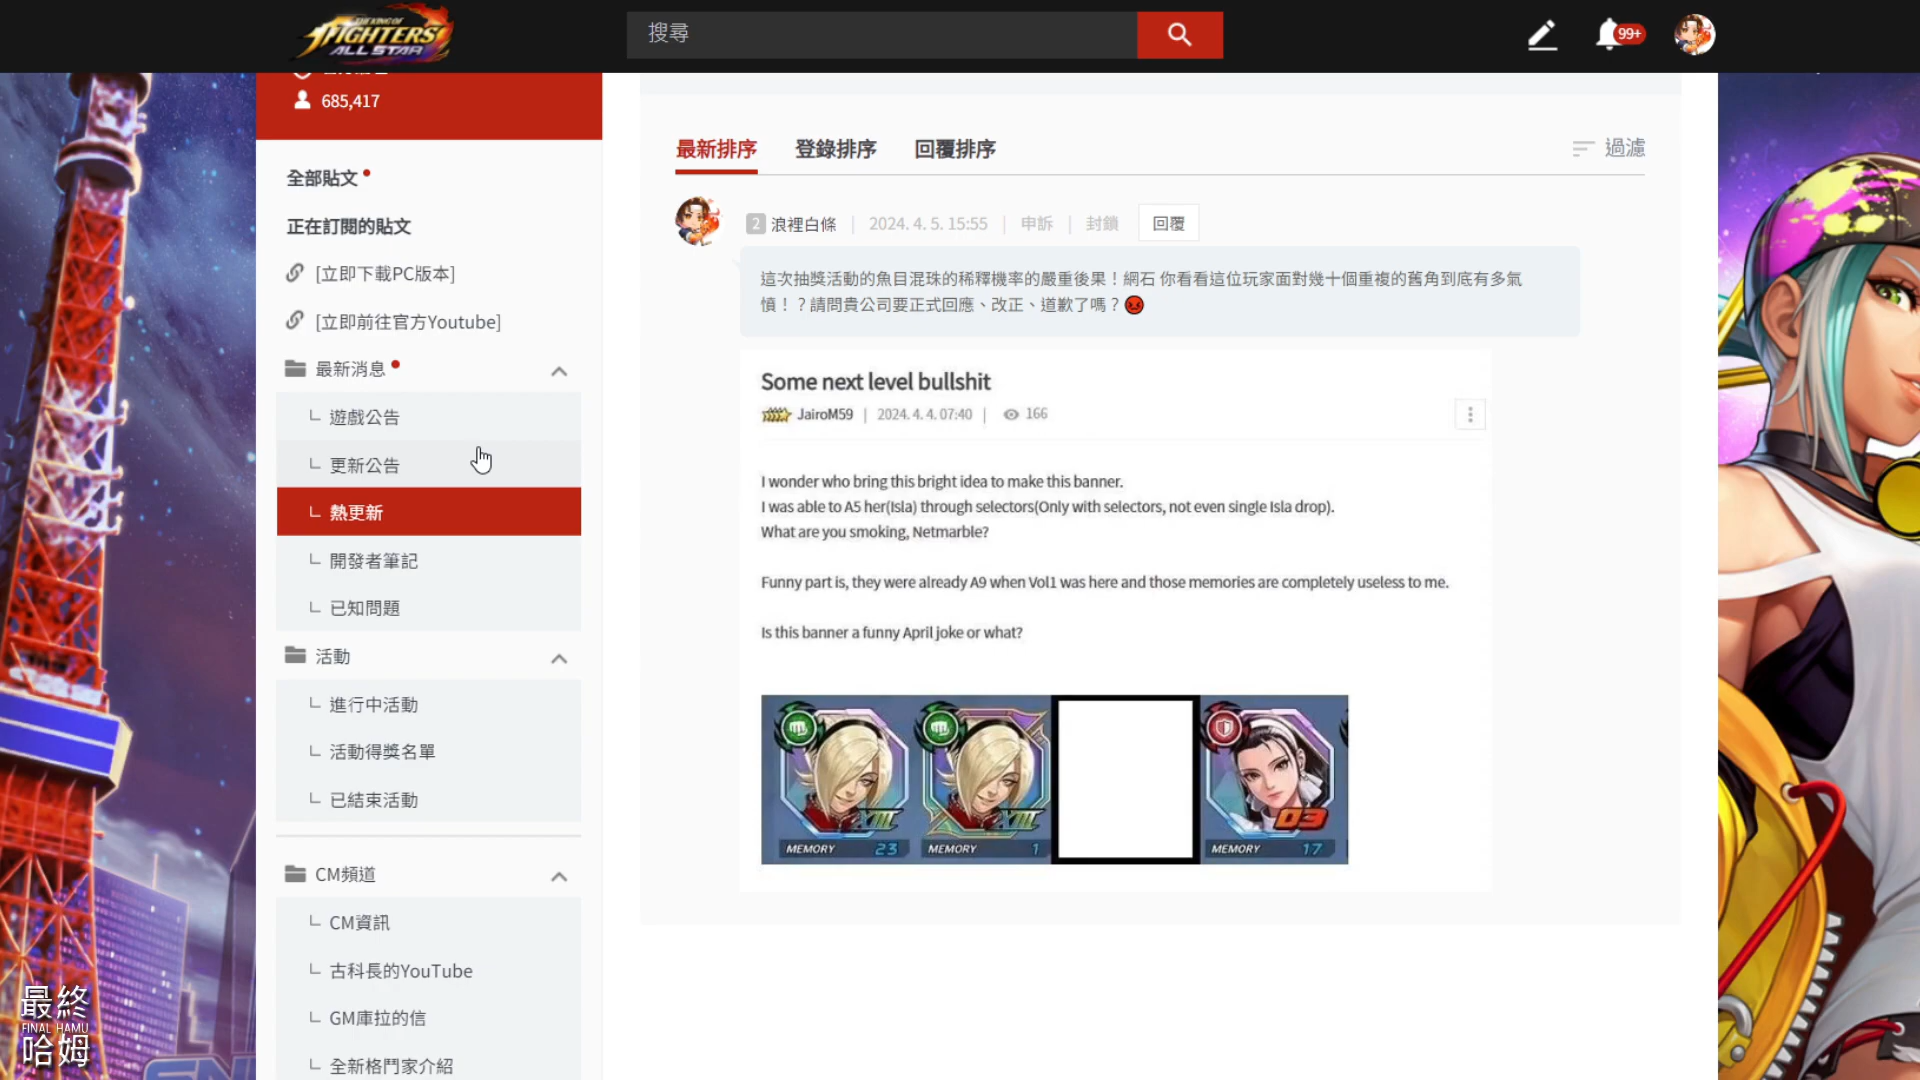 THE KING OF
FIGHTERS
ALL STAR
搜尋
99+
685,417
全部貼文
正在訂閱的貼文
[立即下載PC版本]
[立即前往官方Youtube]
最新消息
遊戲公告
更新公告
熱更新
開發者筆記
已知問題
活動
進行中活動
活動得獎名單
已結束活動
CM頻道
CM資訊
古科長的YouTube
GM庫拉的信
全新格鬥家介紹
最新排序 登錄排序 回覆排序
過濾
2 浪裡白條 | 2024. 4. 5. 15:55 | 申訴 | 封鎖 回覆
這次抽獎活動的魚目混珠的稀釋機率的嚴重後果！網石 你看看這位玩家面對幾十個重複的舊角到底有多氣
憤！？請問貴公司要正式回應、改正、道歉了嗎？😡
Some next level bullshit
JairoM59 | 2024. 4. 4. 07:40 | 166
I wonder who bring this bright idea to make this banner.
I was able to A5 her(Isla) through selectors(Only with selectors, not even single Isla drop).
What are you smoking, Netmarble?
Funny part is, they were already A9 when Vol1 was here and those memories are completely useless to me.
Is this banner a funny April joke or what?
XIII XIII 03
MEMORY 23 MEMORY 1 MEMORY 17
最終
FINAL HAMU
哈姆